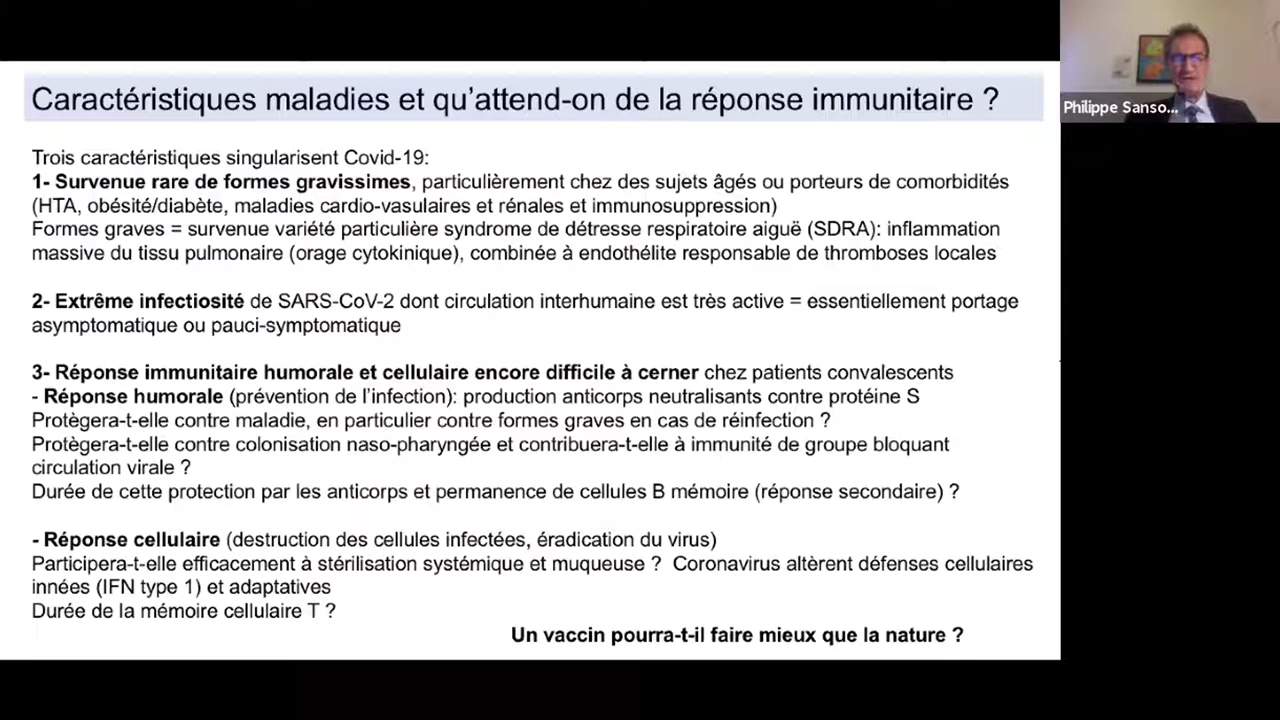 Caractéristiques maladies et qu’attend-on de la réponse immunitaire ?
Philippe Sanso...
Trois caractéristiques singularisent Covid-19:
1- Survenue rare de formes gravissimes, particulièrement chez des sujets âgés ou porteurs de comorbidités
(HTA, obésité/diabète, maladies cardio-vasculaires et rénales et immunosuppression)
Formes graves = survenue variété particulière syndrome de détresse respiratoire aiguë (SDRA): inflammation
massive du tissu pulmonaire (orage cytokinique), combinée à endothélite responsable de thromboses locales
2- Extrême infectiosité de SARS-CoV-2 dont circulation interhumaine est très active = essentiellement portage
asymptomatique ou pauci-symptomatique
3- Réponse immunitaire humorale et cellulaire encore difficile à cerner chez patients convalescents
- Réponse humorale (prévention de l’infection): production anticorps neutralisants contre protéine S
Protègera-t-elle contre maladie, en particulier contre formes graves en cas de réinfection ?
Protègera-t-elle contre colonisation naso-pharyngée et contribuera-t-elle à immunité de groupe bloquant
circulation virale ?
Durée de cette protection par les anticorps et permanence de cellules B mémoire (réponse secondaire) ?
- Réponse cellulaire (destruction des cellules infectées, éradication du virus)
Participera-t-elle efficacement à stérilisation systémique et muqueuse ? Coronavirus altèrent défenses cellulaires
innées (IFN type 1) et adaptatives
Durée de la mémoire cellulaire T ?
Un vaccin pourra-t-il faire mieux que la nature ?